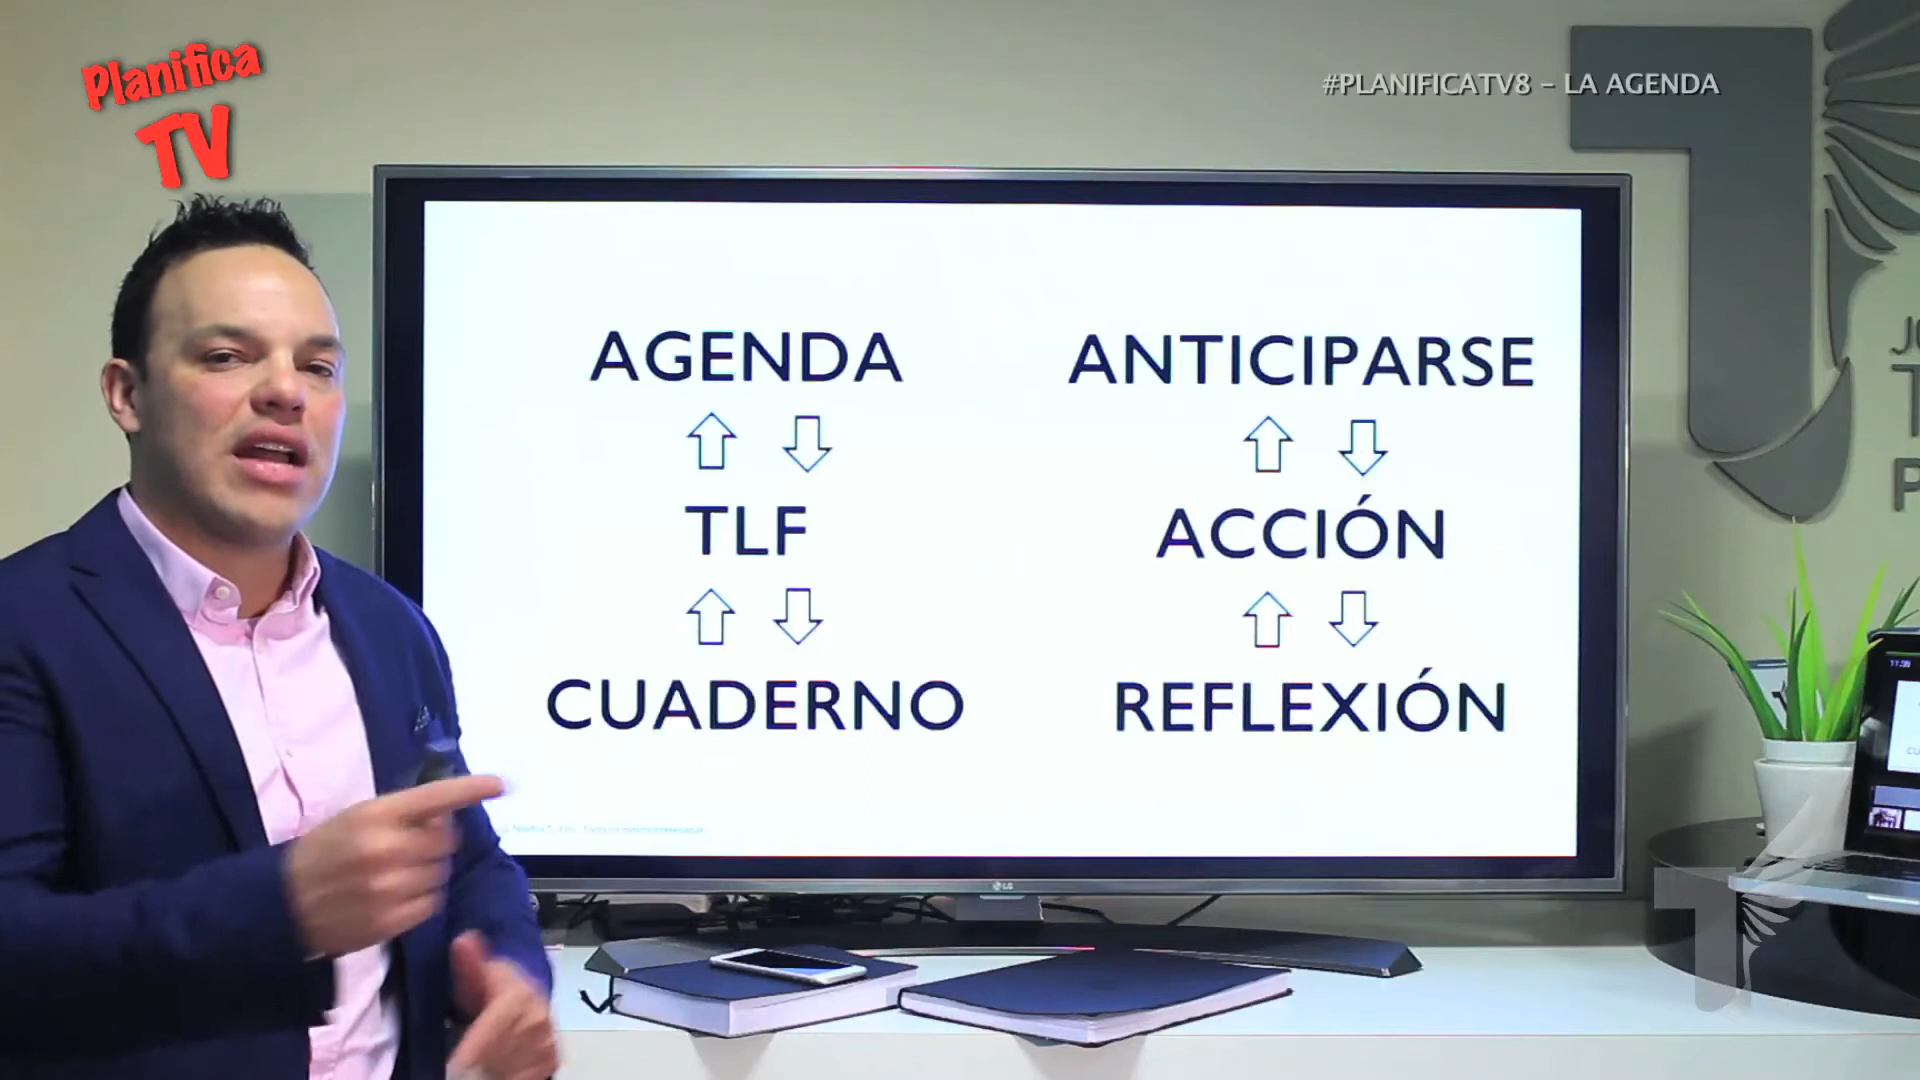 Planifica
TV
#PLANIFICATV8 – LA AGENDA
AGENDA
ANTICIPARSE
TLF
ACCIÓN
CUADERNO
REFLEXIÓN
LG